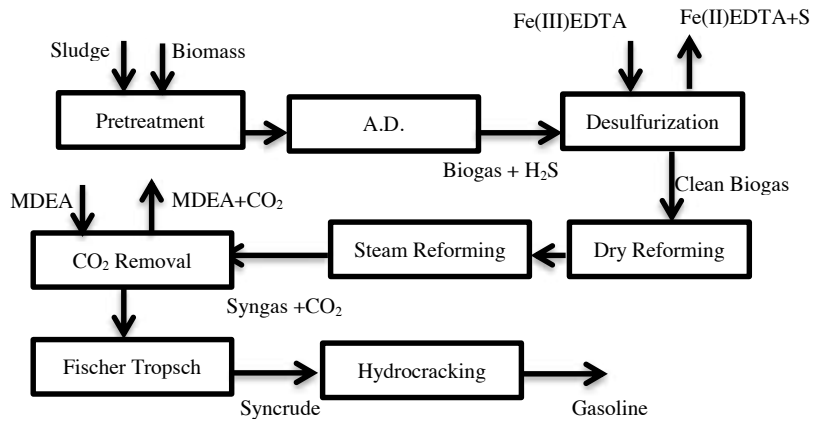 Fe(III)EDTA
Fe(II)EDTA+S
Sludge
Biomass
Pretreatment
A.D.
Desulfurization
Biogas + H₂S
Clean Biogas
MDEA
MDEA+CO₂
CO₂ Removal
Steam Reforming
Dry Reforming
Syngas +CO₂
Fischer Tropsch
Hydrocracking
Syncrude
Gasoline